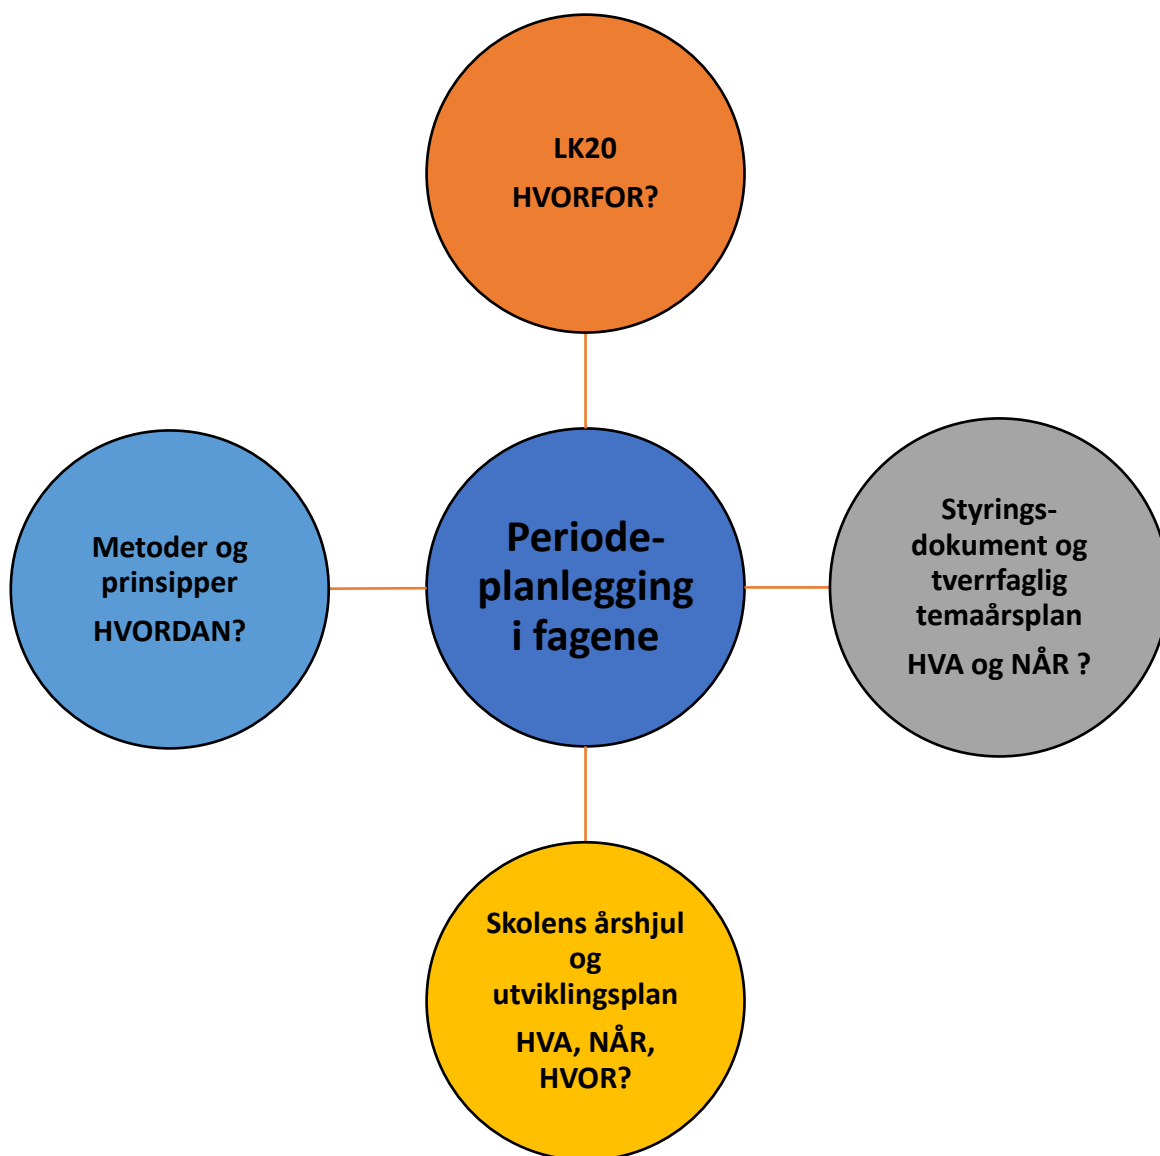 LK20
HVORFOR?
Metoder og
prinsipper
HVORDAN?
Periode-
planlegging
i fagene
Styrings-
dokument og
tverrfaglig
temaårsplan
HVA og NÅR ?
Skolens årshjul
og
utviklingsplan
HVA, NÅR,
HVOR?